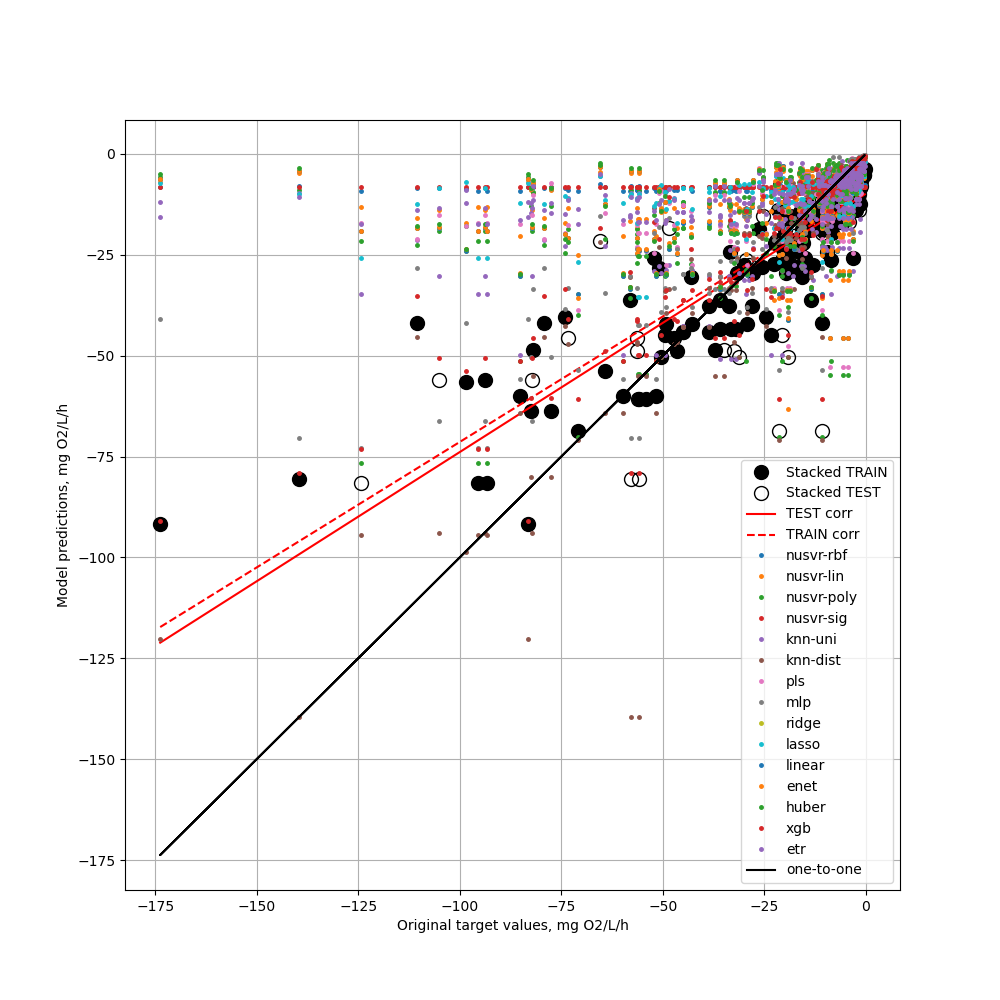 0
−25
−50
−75
−100
−125
−150
−175
Model predictions, mg O2/L/h
−175 −150 −125 −100 −75 −50 −25 0
Original target values, mg O2/L/h
Stacked TRAIN
Stacked TEST
TEST corr
TRAIN corr
nusvr-rbf
nusvr-lin
nusvr-poly
nusvr-sig
knn-uni
knn-dist
pls
mlp
ridge
lasso
linear
enet
huber
xgb
etr
one-to-one